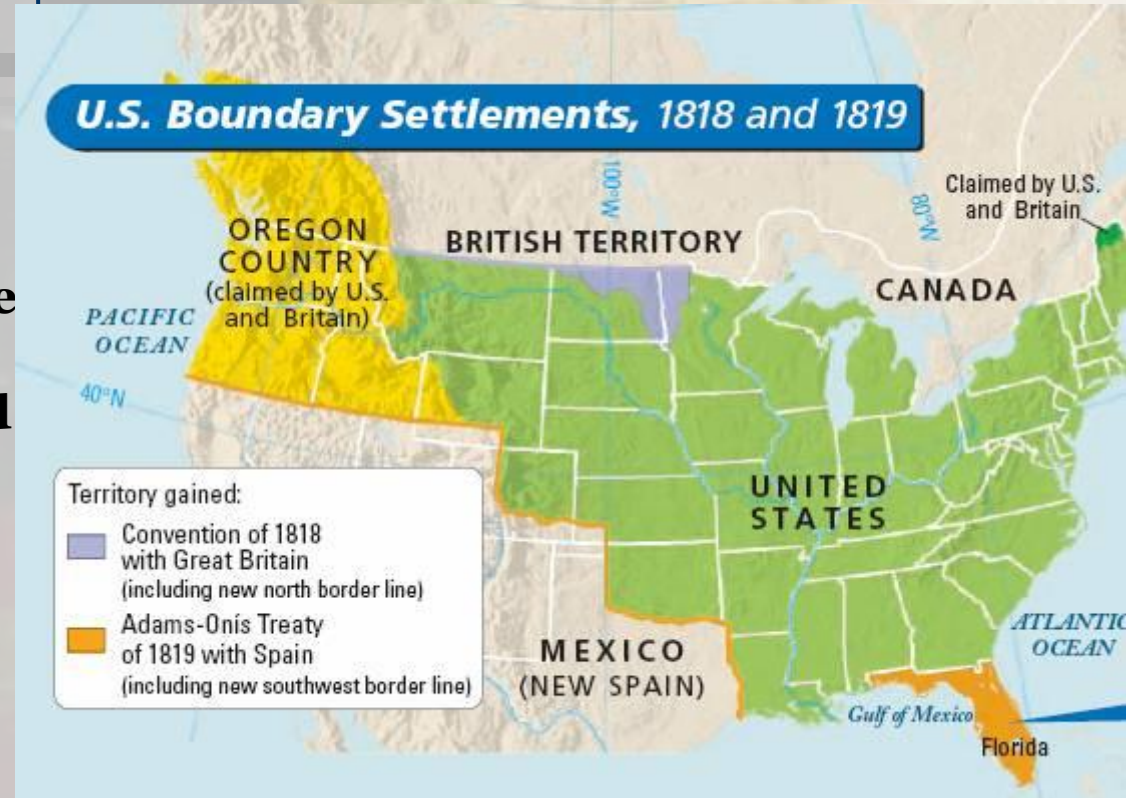 U.S. Boundary Settlements, 1818 and 1819
100°W
80°W
Claimed by U.S.
and Britain
OREGON
COUNTRY
(claimed by U.S.
and Britain)
BRITISH TERRITORY
CANADA
PACIFIC
OCEAN
40°N
Territory gained:
Convention of 1818
with Great Britain
(including new north border line)
Adams-Onís Treaty
of 1819 with Spain
(including new southwest border line)
UNITED
STATES
MEXICO
(NEW SPAIN)
ATLANTIC
OCEAN
Gulf of Mexico
Florida